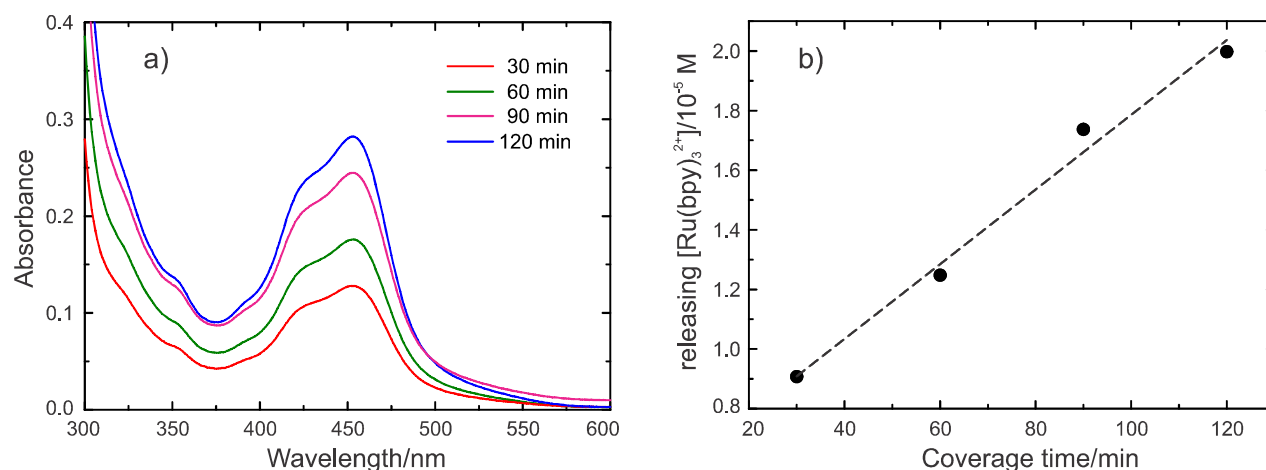 a)
30 min
60 min
90 min
120 min
0.4
0.3
0.2
0.1
0.0
Absorbance
300 350 400 450 500 550 600
Wavelength/nm
b)
2.0
1.8
1.6
1.4
1.2
1.0
0.8
releasing [Ru(bpy)₃²⁺]/10⁻⁵ M
20 40 60 80 100 120
Coverage time/min